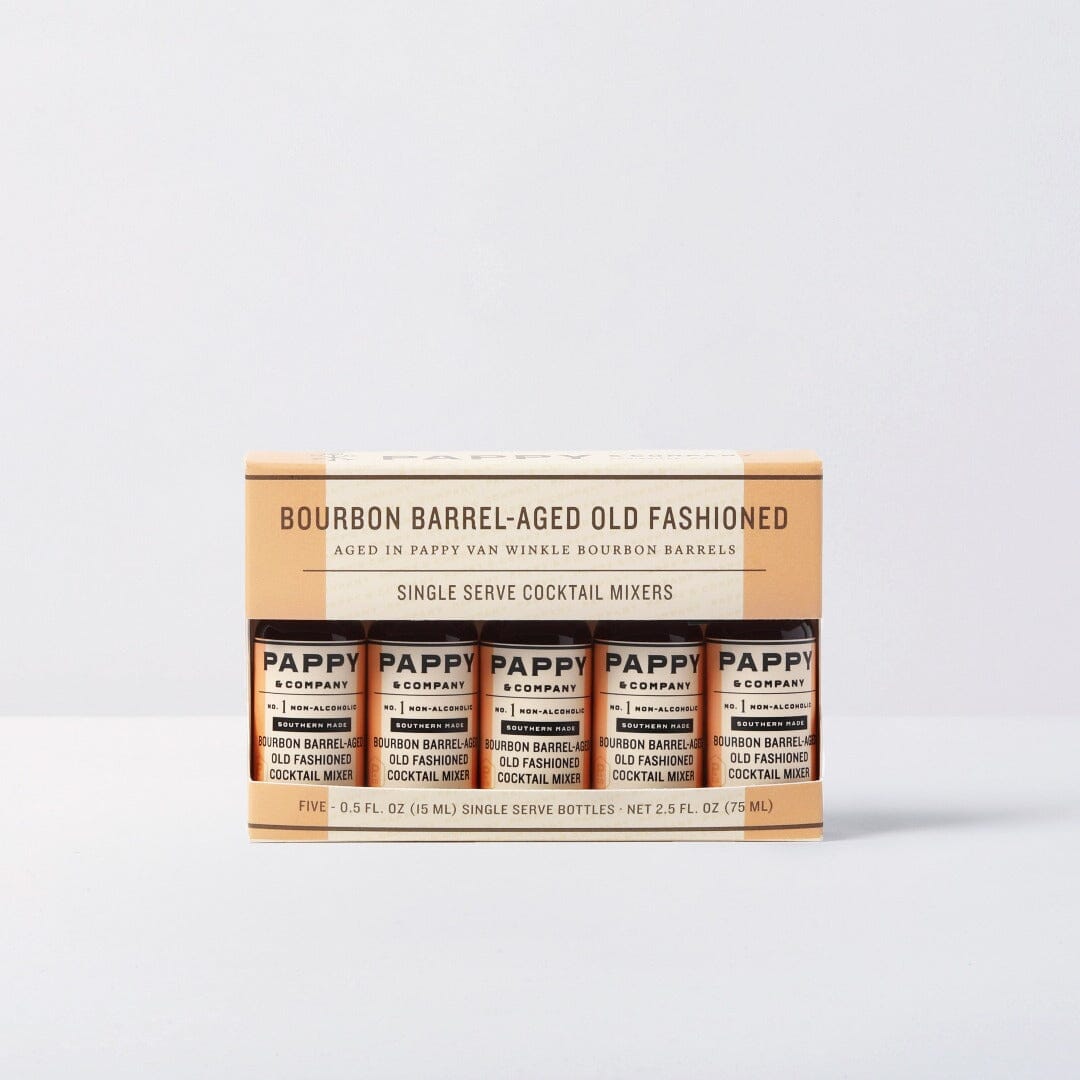 PAPPY & COMPANY
BOURBON BARREL-AGED OLD FASHIONED
AGED IN PAPPY VAN WINKLE BOURBON BARRELS
SINGLE SERVE COCKTAIL MIXERS
PAPPY
& COMPANY
NO. 1 NON-ALCOHOLIC
SOUTHERN MADE
BOURBON BARREL-AGED
OLD FASHIONED
COCKTAIL MIXER
PAPPY
& COMPANY
NO. 1 NON-ALCOHOLIC
SOUTHERN MADE
BOURBON BARREL-AGED
OLD FASHIONED
COCKTAIL MIXER
PAPPY
& COMPANY
NO. 1 NON-ALCOHOLIC
SOUTHERN MADE
BOURBON BARREL-AGED
OLD FASHIONED
COCKTAIL MIXER
PAPPY
& COMPANY
NO. 1 NON-ALCOHOLIC
SOUTHERN MADE
BOURBON BARREL-AGED
OLD FASHIONED
COCKTAIL MIXER
PAPPY
& COMPANY
NO. 1 NON-ALCOHOLIC
SOUTHERN MADE
BOURBON BARREL-AGED
OLD FASHIONED
COCKTAIL MIXER
FIVE - 0.5 FL. OZ (15 ML) SINGLE SERVE BOTTLES · NET 2.5 FL. OZ (75 ML)